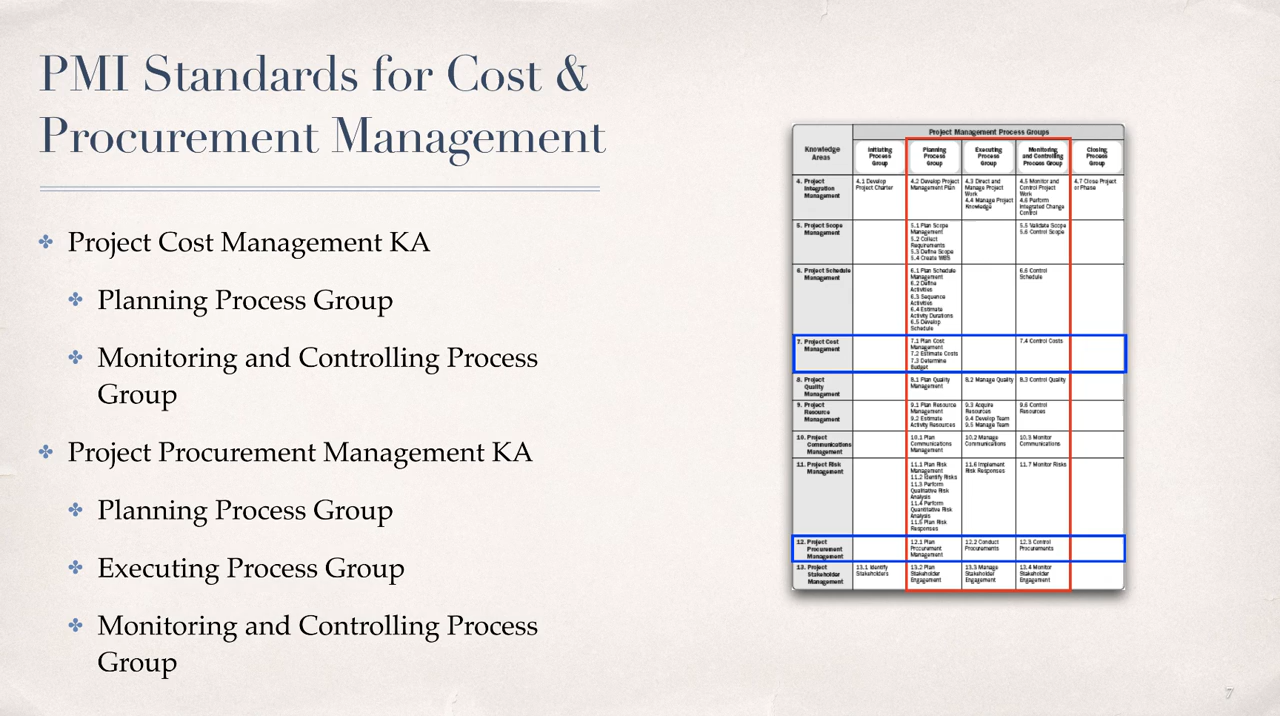 PMI Standards for Cost &
Procurement Management
Project Cost Management KA
Planning Process Group
Monitoring and Controlling Process
Group
Project Procurement Management KA
Planning Process Group
Executing Process Group
Monitoring and Controlling Process
Group
Project Management Process Groups
Knowledge
Areas
Initiating
Process
Group
Planning
Process
Group
Executing
Process
Group
Monitoring
and Controlling
Process Group
Closing
Process
Group
4. Project
Integration
Management
4.1 Develop
Project Charter
4.2 Develop Project
Management Plan
4.3 Direct and
Manage Project
Work
4.4 Manage Project
Knowledge
4.5 Monitor and
Control Project
Work
4.6 Perform
Integrated Change
Control
4.7 Close Project
or Phase
5. Project Scope
Management
5.1 Plan Scope
Management
5.2 Collect
Requirements
5.3 Define Scope
5.4 Create WBS
5.5 Validate Scope
5.6 Control Scope
6. Project Schedule
Management
6.1 Plan Schedule
Management
6.2 Define
Activities
6.3 Sequence
Activities
6.4 Estimate
Activity Durations
6.5 Develop
Schedule
6.6 Control
Schedule
7. Project Cost
Management
7.1 Plan Cost
Management
7.2 Estimate Costs
7.3 Determine
Budget
7.4 Control Costs
8. Project
Quality
Management
8.1 Plan Quality
Management
8.2 Manage Quality
8.3 Control Quality
9. Project
Resource
Management
9.1 Plan Resource
Management
9.2 Estimate
Activity Resources
9.3 Acquire
Resources
9.4 Develop Team
9.5 Manage Team
9.6 Control
Resources
10. Project
Communications
Management
10.1 Plan
Communications
Management
10.2 Manage
Communications
10.3 Monitor
Communications
11. Project Risk
Management
11.1 Plan Risk
Management
11.2 Identify Risks
11.3 Perform
Qualitative Risk
Analysis
11.4 Perform
Quantitative Risk
Analysis
11.5 Plan Risk
Responses
11.6 Implement
Risk Responses
11.7 Monitor Risks
12. Project
Procurement
Management
12.1 Plan
Procurement
Management
12.2 Conduct
Procurements
12.3 Control
Procurements
13. Project
Stakeholder
Management
13.1 Identify
Stakeholders
13.2 Plan
Stakeholder
Engagement
13.3 Manage
Stakeholder
Engagement
13.4 Monitor
Stakeholder
Engagement
7